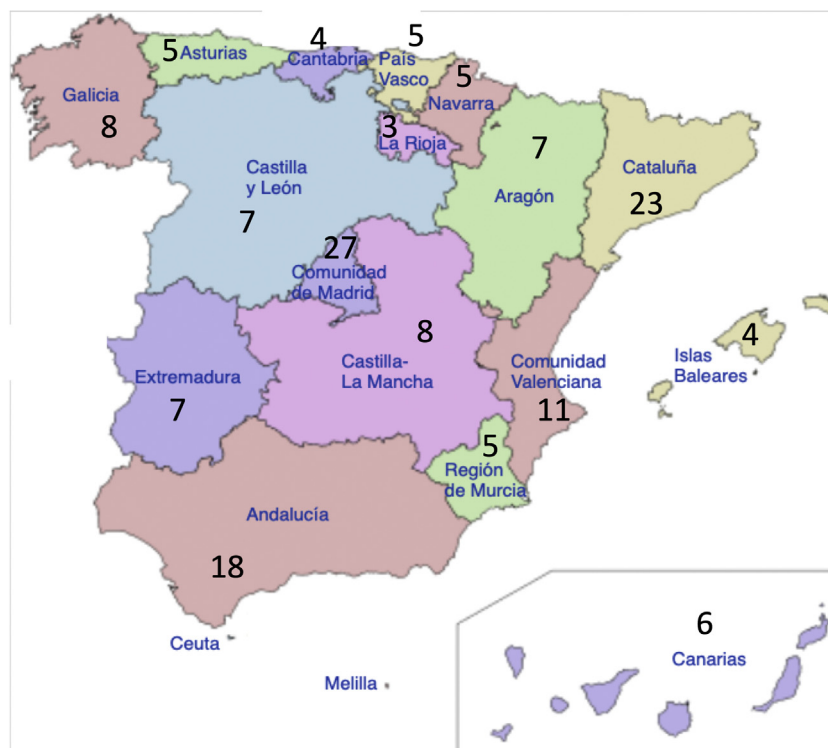 4
5
5
Asturias
Cantabria
País
Vasco
5
Galicia
Navarra
8
3
La Rioja
7
Castilla
y León
Cataluña
Aragón
23
7
27
Comunidad
de Madrid
8
4
Castilla-
La Mancha
Comunidad
Valenciana
Islas
Baleares
Extremadura
7
11
5
Región
de Murcia
Andalucía
18
6
Ceuta
Canarias
Melilla